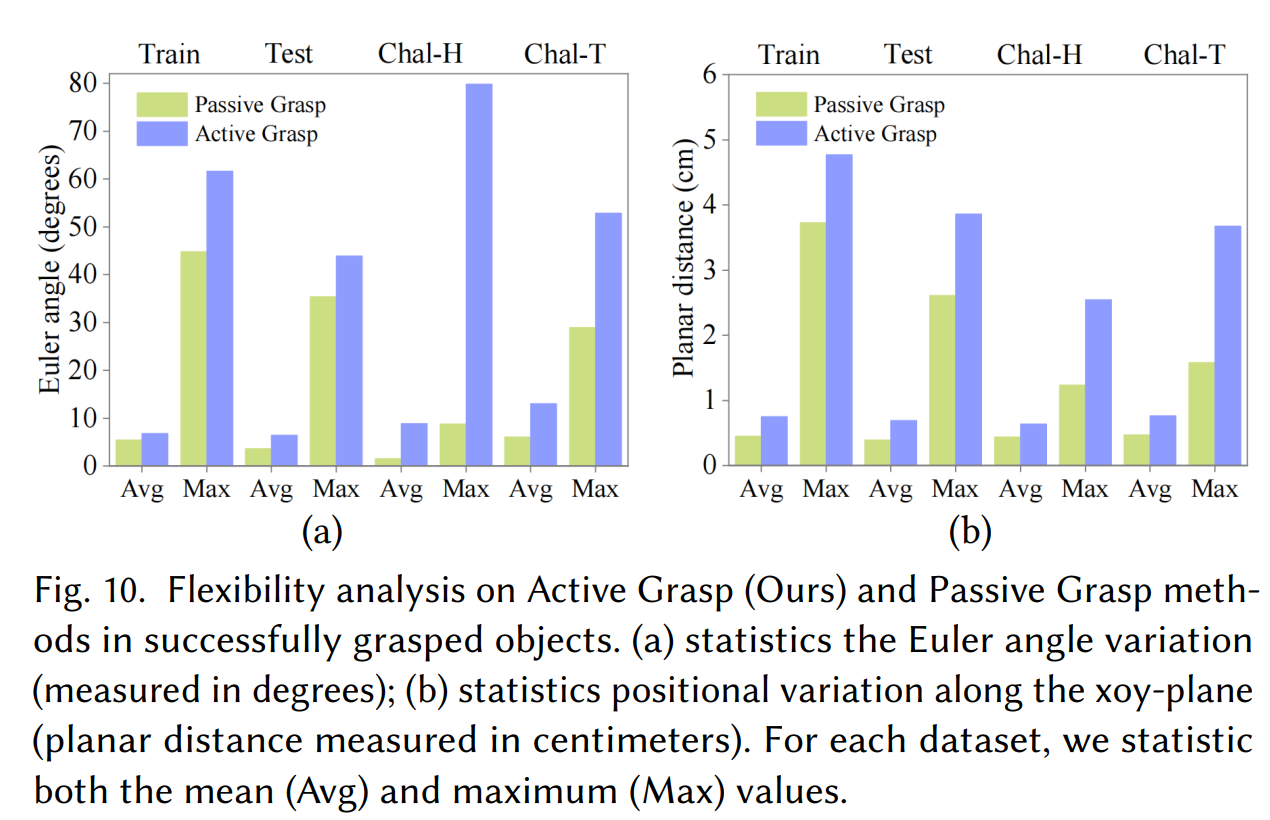 Train Test Chal-H Chal-T
80
70
60
50
40
30
20
10
0
Euler angle (degrees)
Passive Grasp
Active Grasp
Avg Max Avg Max Avg Max Avg Max
(a)
Train Test Chal-H Chal-T
6
5
4
3
2
1
0
Planar distance (cm)
Passive Grasp
Active Grasp
Avg Max Avg Max Avg Max Avg Max
(b)
Fig. 10. Flexibility analysis on Active Grasp (Ours) and Passive Grasp meth-
ods in successfully grasped objects. (a) statistics the Euler angle variation
(measured in degrees); (b) statistics positional variation along the xoy-plane
(planar distance measured in centimeters). For each dataset, we statistic
both the mean (Avg) and maximum (Max) values.